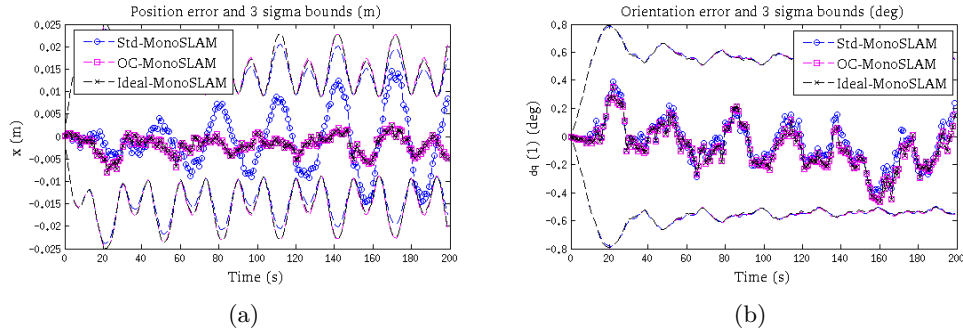 Position error and 3 sigma bounds (m)
0.025
0.02
0.015
0.01
0.005
0
-0.005
-0.01
-0.015
-0.02
-0.025
x (m)
Std-MonoSLAM
OC-MonoSLAM
Ideal-MonoSLAM
0 20 40 60 80 100 120 140 160 180 200
Time (s)
(a)
Orientation error and 3 sigma bounds (deg)
0.8
0.6
0.4
0.2
0
-0.2
-0.4
-0.6
-0.8
dq (1) (deg)
Std-MonoSLAM
OC-MonoSLAM
Ideal-MonoSLAM
0 20 40 60 80 100 120 140 160 180 200
Time (s)
(b)